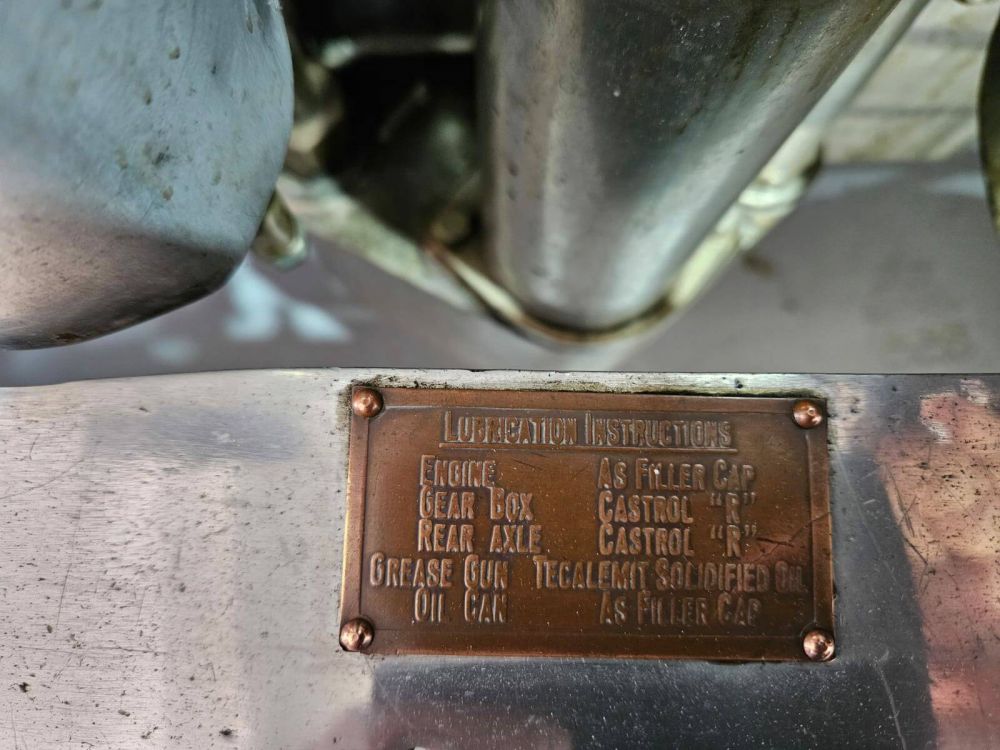 LUBRICATION INSTRUCTIONS
ENGINE AS FILLER CAP
GEAR BOX CASTROL "R"
REAR AXLE CASTROL "R"
GREASE GUN TECALEMIT SOLIDIFIED OIL
OIL CAN AS FILLER CAP